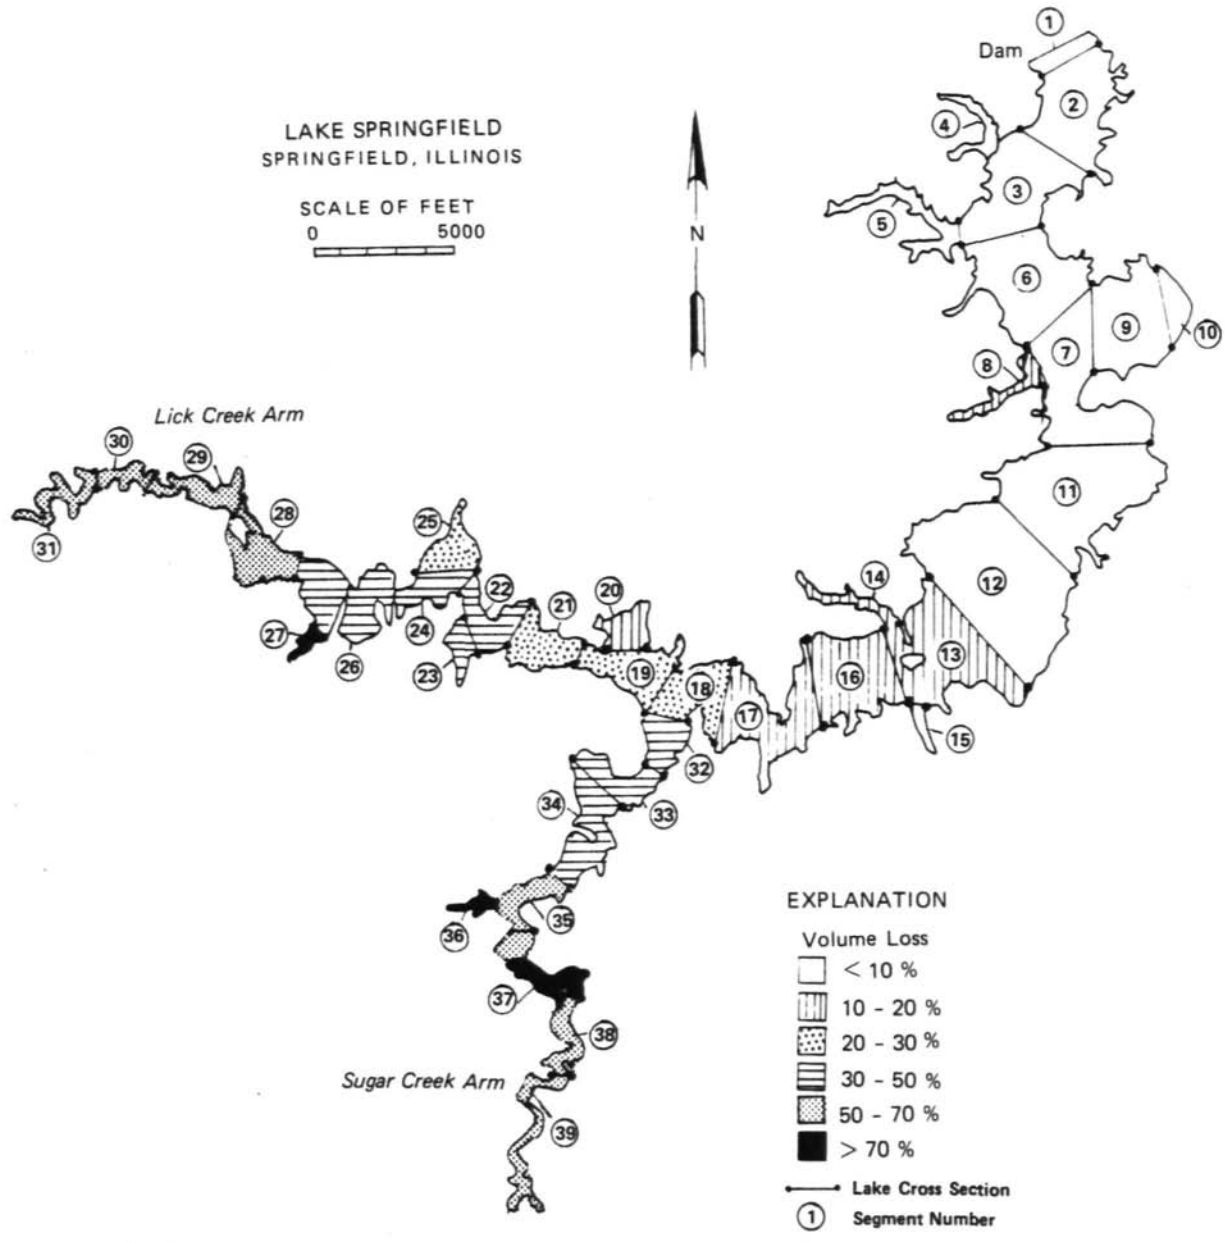 1
Dam
2
LAKE SPRINGFIELD
SPRINGFIELD, ILLINOIS
4
SCALE OF FEET
0 5000
3
5
N
6
9
10
7
8
Lick Creek Arm
30
29
11
28
25
31
12
14
22
21
20
27
24
26
23
19
18
13
16
17
15
32
34
33
35
36
37
38
Sugar Creek Arm
39
EXPLANATION
Volume Loss
< 10 %
10 - 20 %
20 - 30 %
30 - 50 %
50 - 70 %
> 70 %
Lake Cross Section
1 Segment Number